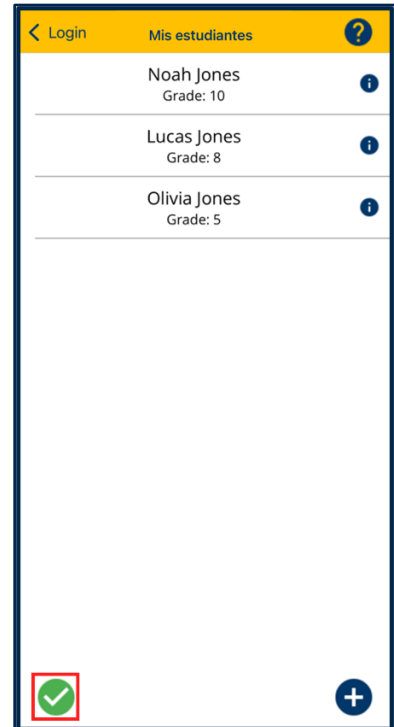 Login
Mis estudiantes
Noah Jones
Grade: 10
Lucas Jones
Grade: 8
Olivia Jones
Grade: 5